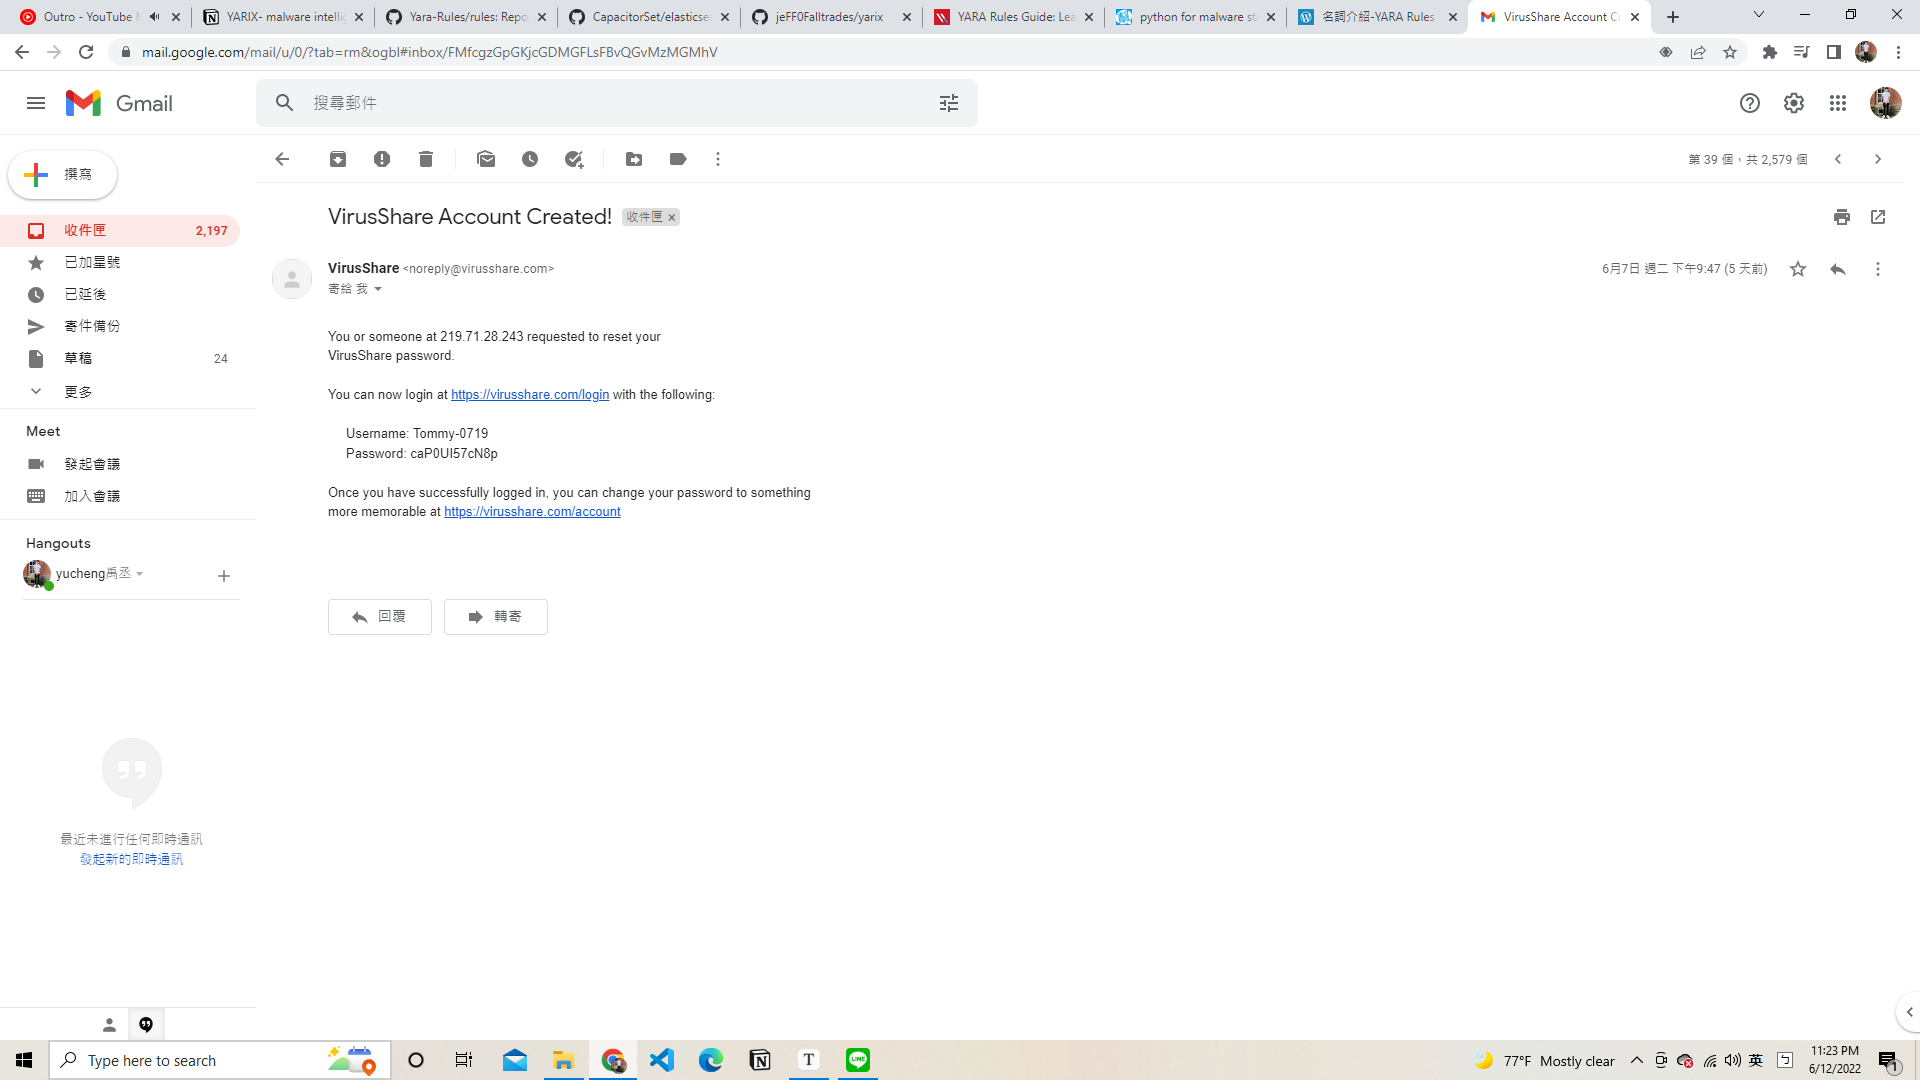 Outro - YouTube M
YARIX- malware intellig
Yara-Rules/rules: Repo
CapacitorSet/elasticsea
jeFF0Falltrades/yarix
YARA Rules Guide: Lea
python for malware sta
名詞介紹-YARA Rules
VirusShare Account Cr
mail.google.com/mail/u/0/?tab=rm&ogbl#inbox/FMfcgzGpGKjcGDMGFLsFBvQGvMzMGMhV
Gmail
搜尋郵件
撰寫
第 39 個，共 2,579 個
收件匣 2,197
已加星號
已延後
寄件備份
草稿 24
更多
Meet
發起會議
加入會議
Hangouts
yucheng禹丞
最近未進行任何即時通訊
發起新的即時通訊
VirusShare Account Created! 收件匣
VirusShare <noreply@virusshare.com>
6月7日 週二 下午9:47 (5 天前)
寄給 我
You or someone at 219.71.28.243 requested to reset your
VirusShare password.
You can now login at https://virusshare.com/login with the following:
Username: Tommy-0719
Password: caP0UI57cN8p
Once you have successfully logged in, you can change your password to something
more memorable at https://virusshare.com/account
回覆
轉寄
Type here to search
T
LINE
77°F Mostly clear
英
ㄅ
11:23 PM
6/12/2022
1